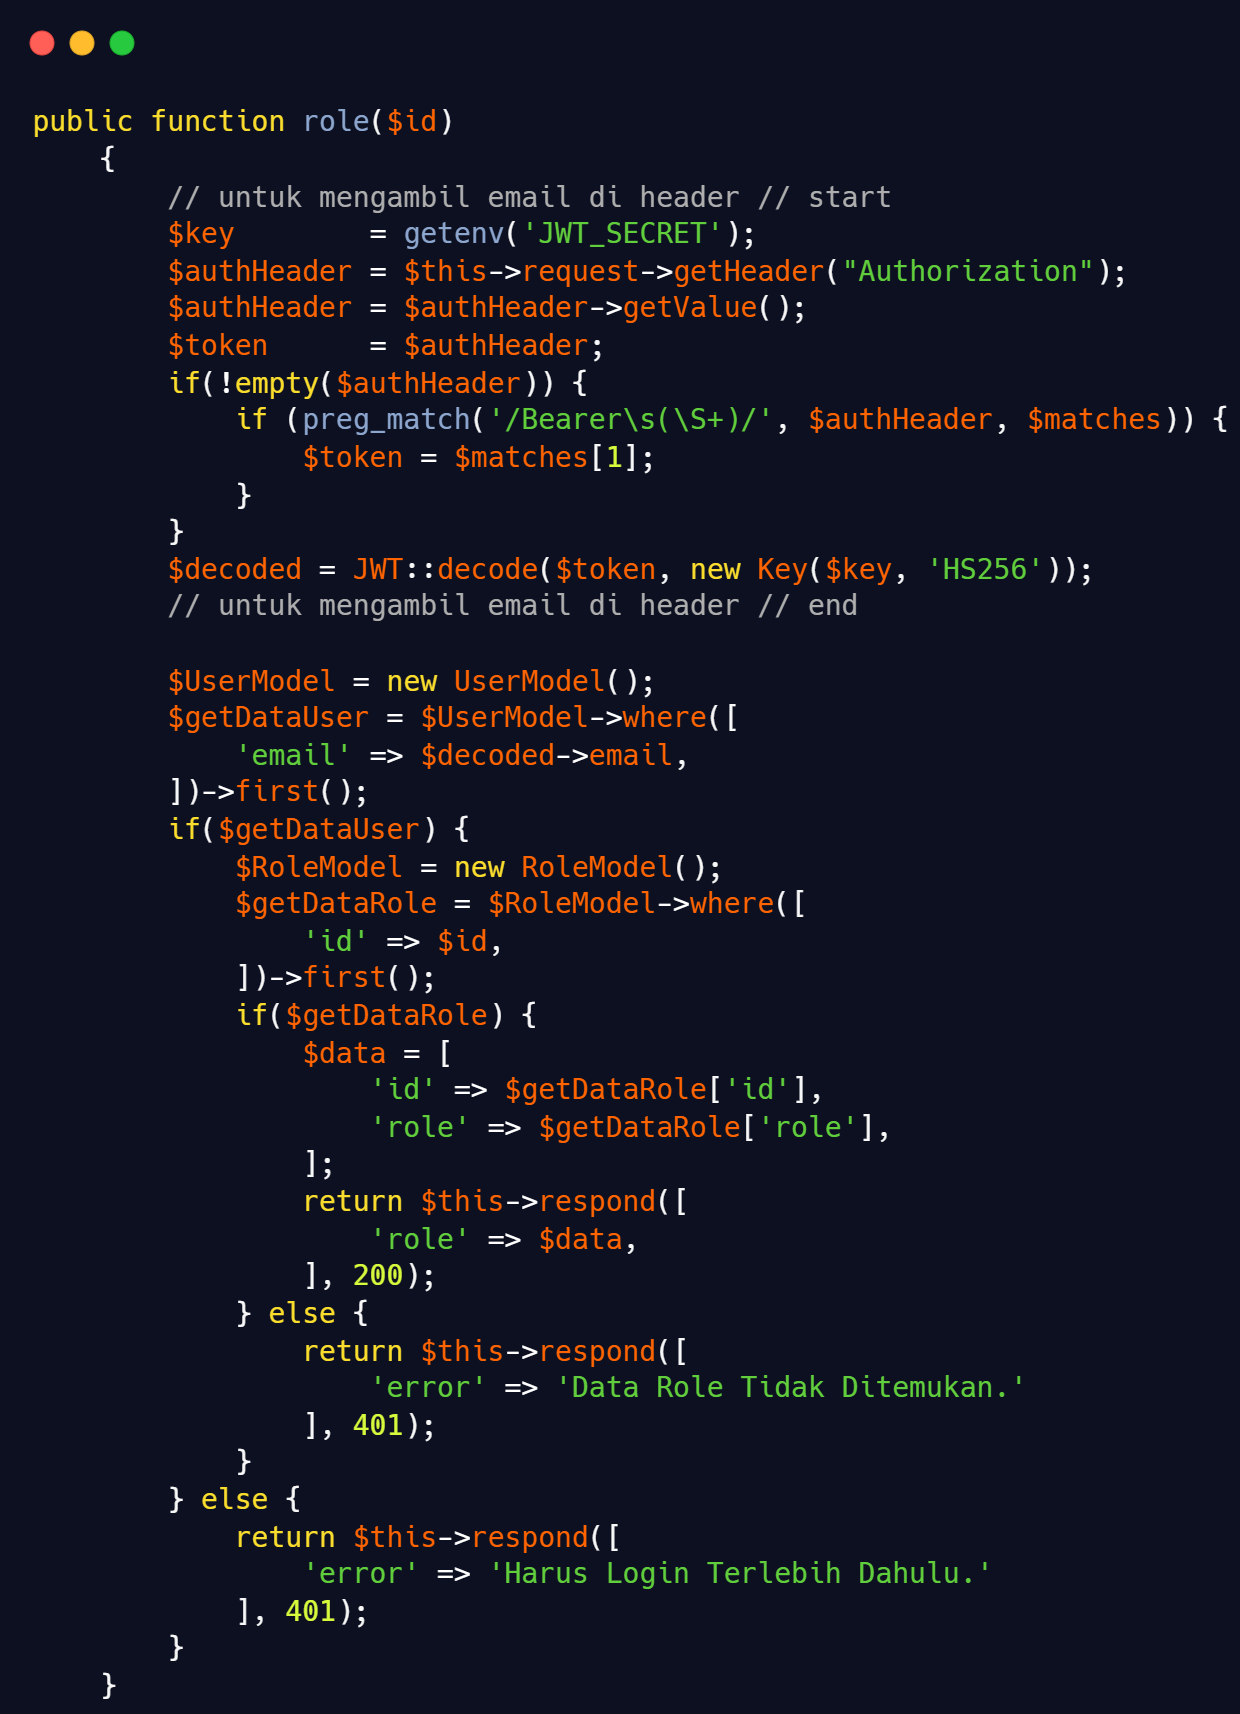 public function role($id)
    {
        // untuk mengambil email di header // start
        $key        = getenv('JWT_SECRET');
        $authHeader = $this->request->getHeader("Authorization");
        $authHeader = $authHeader->getValue();
        $token      = $authHeader;
        if(!empty($authHeader)) {
            if (preg_match('/Bearer\s(\S+)/', $authHeader, $matches)) {
                $token = $matches[1];
            }
        }
        $decoded = JWT::decode($token, new Key($key, 'HS256'));
        // untuk mengambil email di header // end

        $UserModel = new UserModel();
        $getDataUser = $UserModel->where([
            'email' => $decoded->email,
        ])->first();
        if($getDataUser) {
            $RoleModel = new RoleModel();
            $getDataRole = $RoleModel->where([
                'id' => $id,
            ])->first();
            if($getDataRole) {
                $data = [
                    'id' => $getDataRole['id'],
                    'role' => $getDataRole['role'],
                ];
                return $this->respond([
                    'role' => $data,
                ], 200);
            } else {
                return $this->respond([
                    'error' => 'Data Role Tidak Ditemukan.'
                ], 401);
            }
        } else {
            return $this->respond([
                'error' => 'Harus Login Terlebih Dahulu.'
            ], 401);
        }
    }